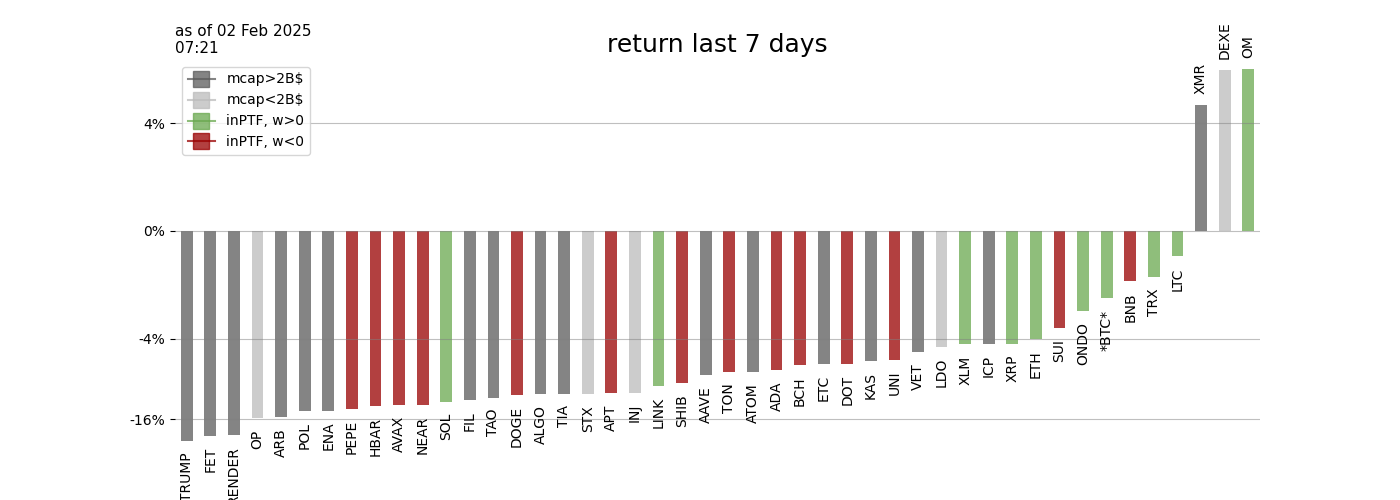 as of 02 Feb 2025
07:21
return last 7 days
mcap>2B$
mcap<2B$
inPTF, w>0
inPTF, w<0
4%
0%
-4%
-16%
TRUMP
FET
RENDER
OP
ARB
POL
ENA
PEPE
HBAR
AVAX
NEAR
SOL
FIL
TAO
DOGE
ALGO
TIA
STX
APT
INJ
LINK
SHIB
AAVE
TON
ATOM
ADA
BCH
ETC
DOT
KAS
UNI
VET
LDO
XLM
ICP
XRP
ETH
SUI
ONDO
*BTC*
BNB
TRX
LTC
XMR
DEXE
OM